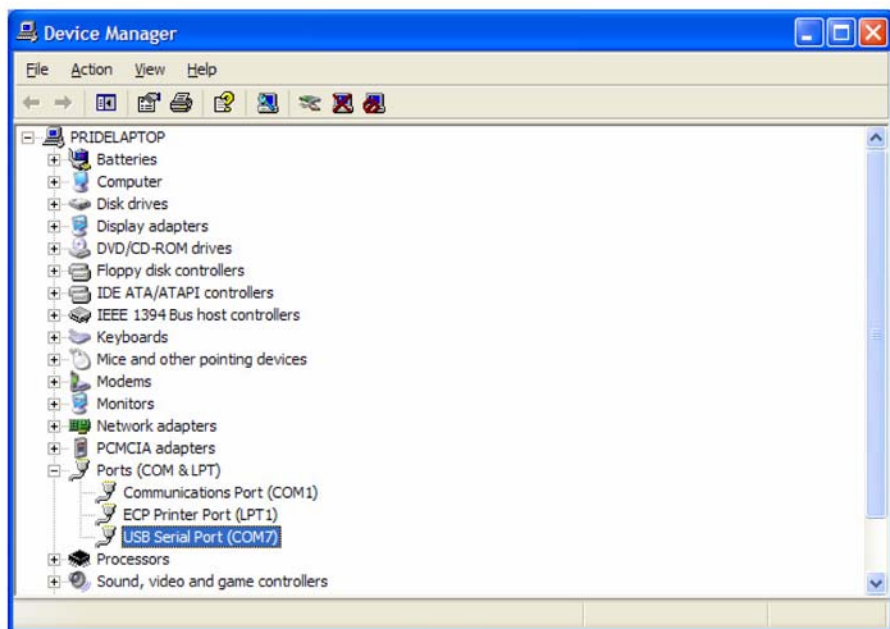 Device Manager
File Action View Help
PRIDELAPTOP
Batteries
Computer
Disk drives
Display adapters
DVD/CD-ROM drives
Floppy disk controllers
IDE ATA/ATAPI controllers
IEEE 1394 Bus host controllers
Keyboards
Mice and other pointing devices
Modems
Monitors
Network adapters
PCMCIA adapters
Ports (COM & LPT)
Communications Port (COM1)
ECP Printer Port (LPT1)
USB Serial Port (COM7)
Processors
Sound, video and game controllers